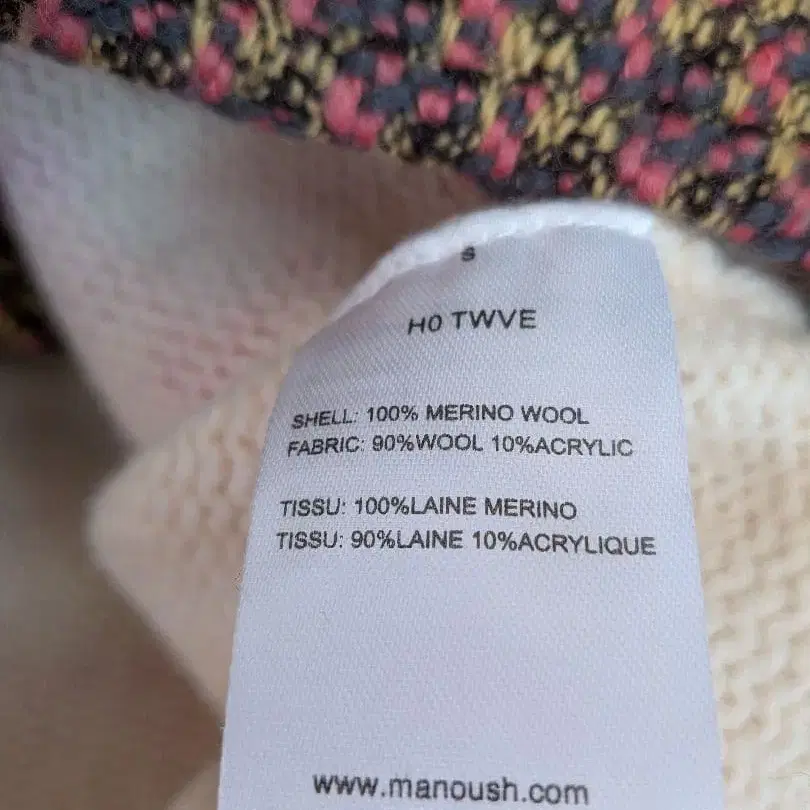 S
H0 TWVE
SHELL: 100% MERINO WOOL
FABRIC: 90%WOOL 10%ACRYLIC
TISSU: 100%LAINE MERINO
TISSU: 90%LAINE 10%ACRYLIQUE
www.manoush.com